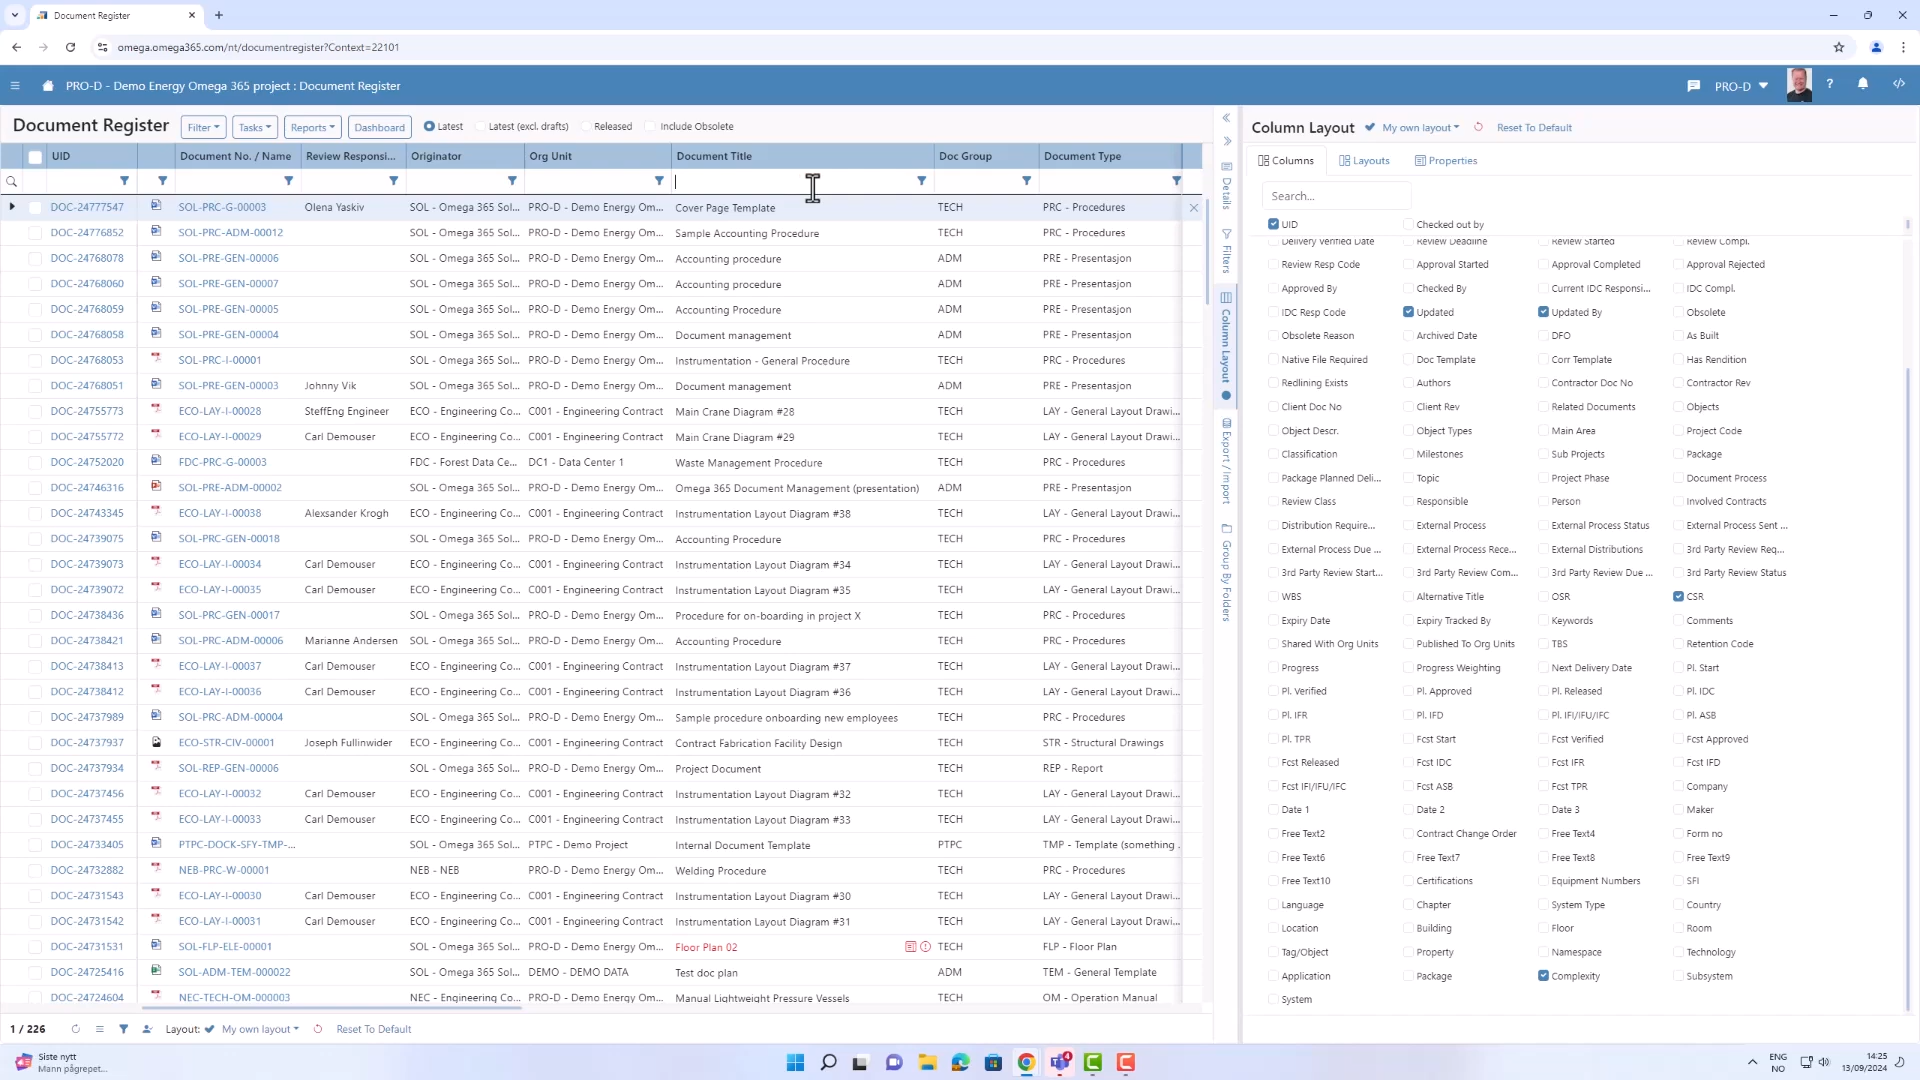 Document Register
omega.omega365.com/nt/documentregister?Context=22101
PRO-D - Demo Energy Omega 365 project : Document Register
PRO-D
Document Register Filter Tasks Reports Dashboard Latest Latest (excl. drafts) Released Include Obsolete
UID Document No. / Name Review Responsi... Originator Org Unit Document Title Doc Group Document Type
DOC-24777547 SOL-PRC-G-00003 Olena Yaskiv SOL - Omega 365 Sol... PRO-D - Demo Energy Om... Cover Page Template TECH PRC - Procedures
DOC-24776852 SOL-PRC-ADM-00012 SOL - Omega 365 Sol... PRO-D - Demo Energy Om... Sample Accounting Procedure TECH PRC - Procedures
DOC-24768078 SOL-PRE-GEN-00006 SOL - Omega 365 Sol... PRO-D - Demo Energy Om... Accounting procedure ADM PRE - Presentasjon
DOC-24768060 SOL-PRE-GEN-00007 SOL - Omega 365 Sol... PRO-D - Demo Energy Om... Accounting procedure ADM PRE - Presentasjon
DOC-24768059 SOL-PRE-GEN-00005 SOL - Omega 365 Sol... PRO-D - Demo Energy Om... Accounting Procedure ADM PRE - Presentasjon
DOC-24768058 SOL-PRE-GEN-00004 SOL - Omega 365 Sol... PRO-D - Demo Energy Om... Document management ADM PRE - Presentasjon
DOC-24768053 SOL-PRC-I-00001 SOL - Omega 365 Sol... PRO-D - Demo Energy Om... Instrumentation - General Procedure TECH PRC - Procedures
DOC-24768051 SOL-PRE-GEN-00003 Johnny Vik SOL - Omega 365 Sol... PRO-D - Demo Energy Om... Document management ADM PRE - Presentasjon
DOC-24755773 ECO-LAY-I-00028 SteffEng Engineer ECO - Engineering Co... C001 - Engineering Contract Main Crane Diagram #28 TECH LAY - General Layout Drawi...
DOC-24755772 ECO-LAY-I-00029 Carl Demouser ECO - Engineering Co... C001 - Engineering Contract Main Crane Diagram #29 TECH LAY - General Layout Drawi...
DOC-24752020 FDC-PRC-G-00003 FDC - Forest Data Ce... DC1 - Data Center 1 Waste Management Procedure TECH PRC - Procedures
DOC-24746316 SOL-PRE-ADM-00002 SOL - Omega 365 Sol... PRO-D - Demo Energy Om... Omega 365 Document Management (presentation) ADM PRE - Presentasjon
DOC-24743345 ECO-LAY-I-00038 Alexsander Krogh ECO - Engineering Co... C001 - Engineering Contract Instrumentation Layout Diagram #38 TECH LAY - General Layout Drawi...
DOC-24739075 SOL-PRC-GEN-00018 SOL - Omega 365 Sol... PRO-D - Demo Energy Om... Accounting Procedure TECH PRC - Procedures
DOC-24739073 ECO-LAY-I-00034 Carl Demouser ECO - Engineering Co... C001 - Engineering Contract Instrumentation Layout Diagram #34 TECH LAY - General Layout Drawi...
DOC-24739072 ECO-LAY-I-00035 Carl Demouser ECO - Engineering Co... C001 - Engineering Contract Instrumentation Layout Diagram #35 TECH LAY - General Layout Drawi...
DOC-24738436 SOL-PRC-GEN-00017 SOL - Omega 365 Sol... PRO-D - Demo Energy Om... Procedure for on-boarding in project X TECH PRC - Procedures
DOC-24738421 SOL-PRC-ADM-00006 Marianne Andersen SOL - Omega 365 Sol... PRO-D - Demo Energy Om... Accounting Procedure TECH PRC - Procedures
DOC-24738413 ECO-LAY-I-00037 Carl Demouser ECO - Engineering Co... C001 - Engineering Contract Instrumentation Layout Diagram #37 TECH LAY - General Layout Drawi...
DOC-24738412 ECO-LAY-I-00036 Carl Demouser ECO - Engineering Co... C001 - Engineering Contract Instrumentation Layout Diagram #36 TECH LAY - General Layout Drawi...
DOC-24737989 SOL-PRC-ADM-00004 SOL - Omega 365 Sol... PRO-D - Demo Energy Om... Sample procedure onboarding new employees TECH PRC - Procedures
DOC-24737937 ECO-STR-CIV-00001 Joseph Fullinwider ECO - Engineering Co... C001 - Engineering Contract Contract Fabrication Facility Design TECH STR - Structural Drawings
DOC-24737934 SOL-REP-GEN-00006 SOL - Omega 365 Sol... PRO-D - Demo Energy Om... Project Document TECH REP - Report
DOC-24737456 ECO-LAY-I-00032 Carl Demouser ECO - Engineering Co... C001 - Engineering Contract Instrumentation Layout Diagram #32 TECH LAY - General Layout Drawi...
DOC-24737455 ECO-LAY-I-00033 Carl Demouser ECO - Engineering Co... C001 - Engineering Contract Instrumentation Layout Diagram #33 TECH LAY - General Layout Drawi...
DOC-24733405 PTPC-DOCK-SFY-TMP-... SOL - Omega 365 Sol... PTPC - Demo Project Internal Document Template PTPC TMP - Template (something .
DOC-24732882 NEB-PRC-W-00001 NEB - NEB PRO-D - Demo Energy Om... Welding Procedure TECH PRC - Procedures
DOC-24731543 ECO-LAY-I-00030 Carl Demouser ECO - Engineering Co... C001 - Engineering Contract Instrumentation Layout Diagram #30 TECH LAY - General Layout Drawi...
DOC-24731542 ECO-LAY-I-00031 Carl Demouser ECO - Engineering Co... C001 - Engineering Contract Instrumentation Layout Diagram #31 TECH LAY - General Layout Drawi...
DOC-24731531 SOL-FLP-ELE-00001 SOL - Omega 365 Sol... PRO-D - Demo Energy Om... Floor Plan 02 TECH FLP - Floor Plan
DOC-24725416 SOL-ADM-TEM-000022 SOL - Omega 365 Sol... DEMO - DEMO DATA Test doc plan ADM TEM - General Template
DOC-24724604 NEC-TECH-OM-000003 NEC - Engineering Co... PRO-D - Demo Energy Om... Manual Lightweight Pressure Vessels TECH OM - Operation Manual
1 / 226 Layout: My own layout Reset To Default
Details
Filters
Column Layout
Export / Import
Group By Folders
Column Layout My own layout Reset To Default
Columns Layouts Properties
Search...
UID Checked out by
Delivery Verified Date Review Deadline Review Started Review Compl.
Review Resp Code Approval Started Approval Completed Approval Rejected
Approved By Checked By Current IDC Responsi... IDC Compl.
IDC Resp Code Updated Updated By Obsolete
Obsolete Reason Archived Date DFO As Built
Native File Required Doc Template Corr Template Has Rendition
Redlining Exists Authors Contractor Doc No Contractor Rev
Client Doc No Client Rev Related Documents Objects
Object Descr. Object Types Main Area Project Code
Classification Milestones Sub Projects Package
Package Planned Deli... Topic Project Phase Document Process
Review Class Responsible Person Involved Contracts
Distribution Require... External Process External Process Status External Process Sent ...
External Process Due ... External Process Rece... External Distributions 3rd Party Review Req...
3rd Party Review Start... 3rd Party Review Com... 3rd Party Review Due ... 3rd Party Review Status
WBS Alternative Title OSR CSR
Expiry Date Expiry Tracked By Keywords Comments
Shared With Org Units Published To Org Units TBS Retention Code
Progress Progress Weighting Next Delivery Date Pl. Start
Pl. Verified Pl. Approved Pl. Released Pl. IDC
Pl. IFR Pl. IFD Pl. IFI/IFU/IFC Pl. ASB
Pl. TPR Fcst Start Fcst Verified Fcst Approved
Fcst Released Fcst IDC Fcst IFR Fcst IFD
Fcst IFI/IFU/IFC Fcst ASB Fcst TPR Company
Date 1 Date 2 Date 3 Maker
Free Text2 Contract Change Order Free Text4 Form no
Free Text6 Free Text7 Free Text8 Free Text9
Free Text10 Certifications Equipment Numbers SFI
Language Chapter System Type Country
Location Building Floor Room
Tag/Object Property Namespace Technology
Application Package Complexity Subsystem
System
Siste nytt
Mann pågrepet...
4
ENG
NO
14:25
13/09/2024